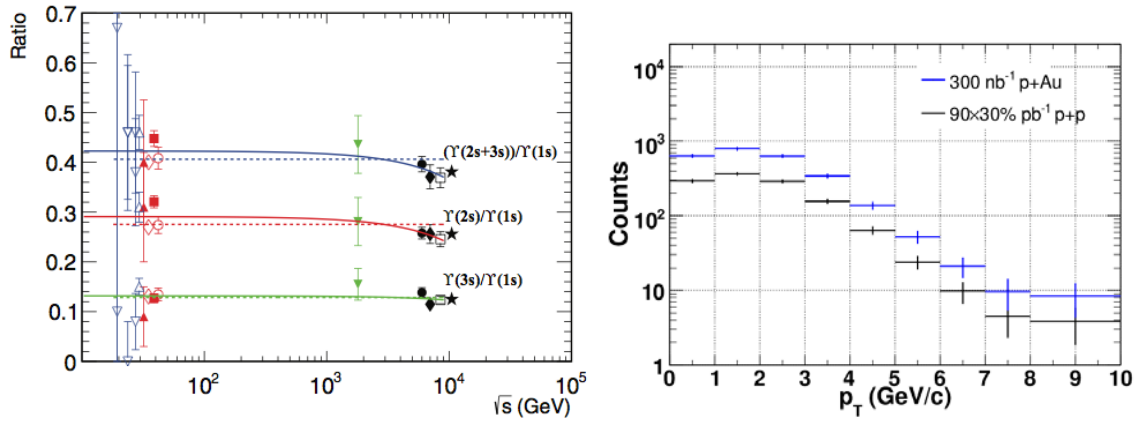 Ratio
0.7
0.6
0.5
0.4
0.3
0.2
0.1
0
(ϒ(2s+3s))/ϒ(1s)
ϒ(2s)/ϒ(1s)
ϒ(3s)/ϒ(1s)
10² 10³ 10⁴ 10⁵
√s (GeV)
Counts
10⁴
10³
10²
10
1
300 nb⁻¹ p+Au
90×30% pb⁻¹ p+p
0 1 2 3 4 5 6 7 8 9 10
p_T (GeV/c)